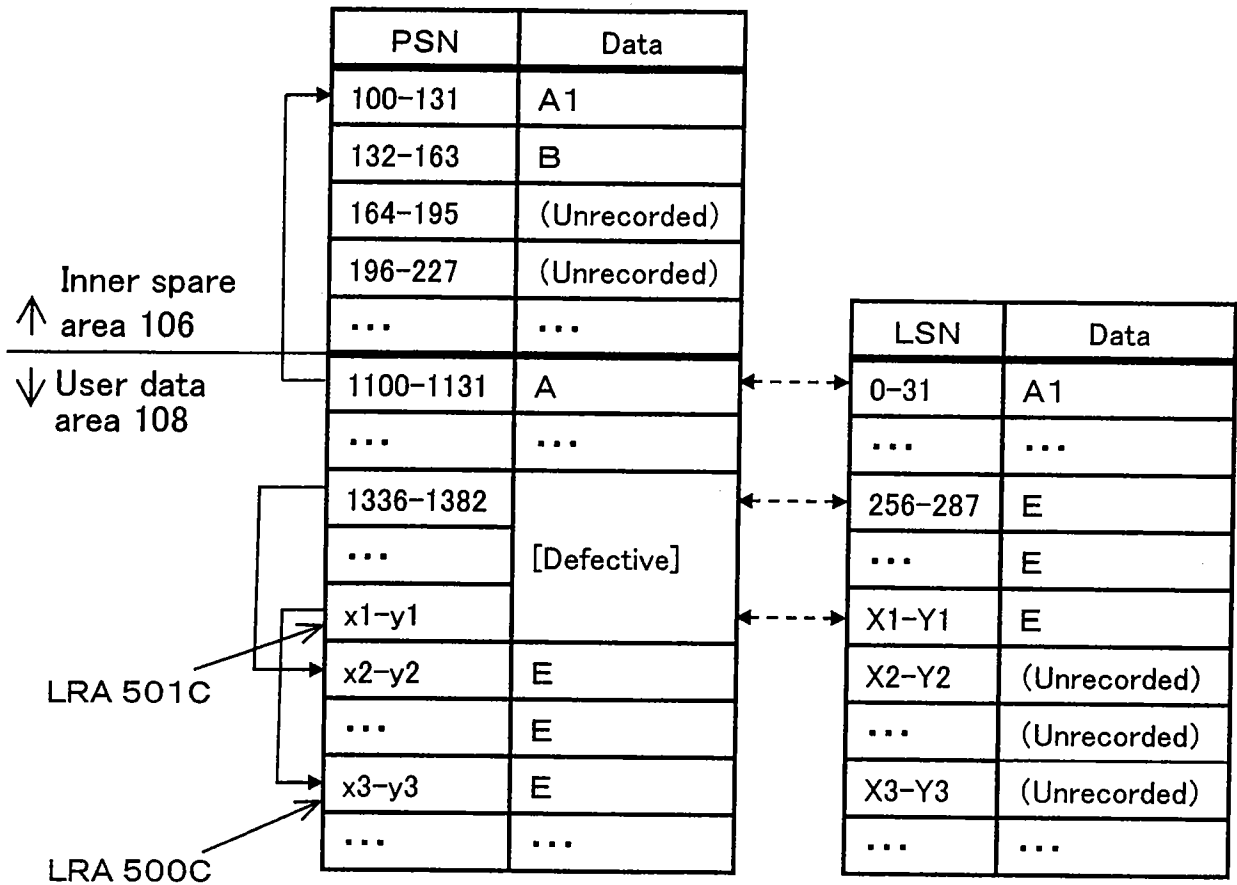 PSN Data
100-131 A1
132-163 B
164-195 (Unrecorded)
196-227 (Unrecorded)
... ...
Inner spare
area 106
User data
area 108
1100-1131 A
... ...
1336-1382
... [Defective]
x1-y1
x2-y2 E
... E
x3-y3 E
... ...
LRA 501C
LRA 500C
LSN Data
0-31 A1
... ...
256-287 E
... E
X1-Y1 E
X2-Y2 (Unrecorded)
... (Unrecorded)
X3-Y3 (Unrecorded)
... ...